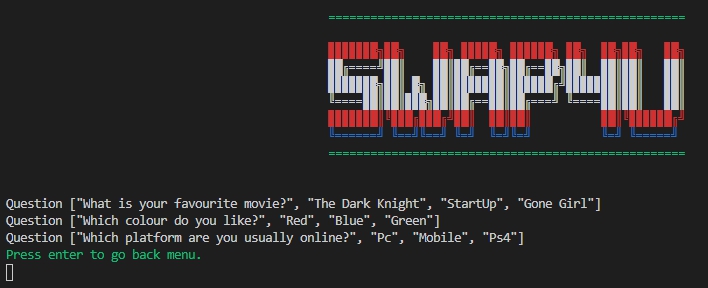 SWAP4U
Question ["What is your favourite movie?", "The Dark Knight", "StartUp", "Gone Girl"]
Question ["Which colour do you like?", "Red", "Blue", "Green"]
Question ["Which platform are you usually online?", "Pc", "Mobile", "Ps4"]
Press enter to go back menu.